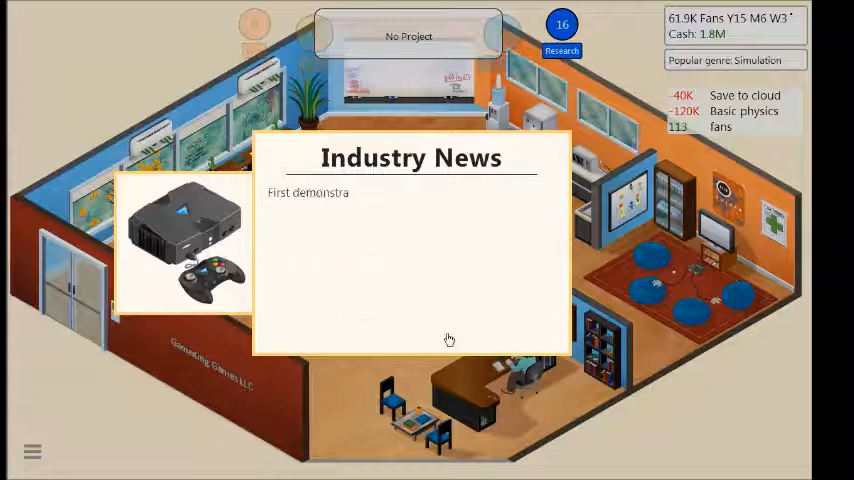 No Project
16
Research
61.9K Fans Y15 M6 W3
Cash: 1.8M
Popular genre: Simulation
-40K Save to cloud
-120K Basic physics
113 fans
Industry News
First demonstra
GameKing Games LLC